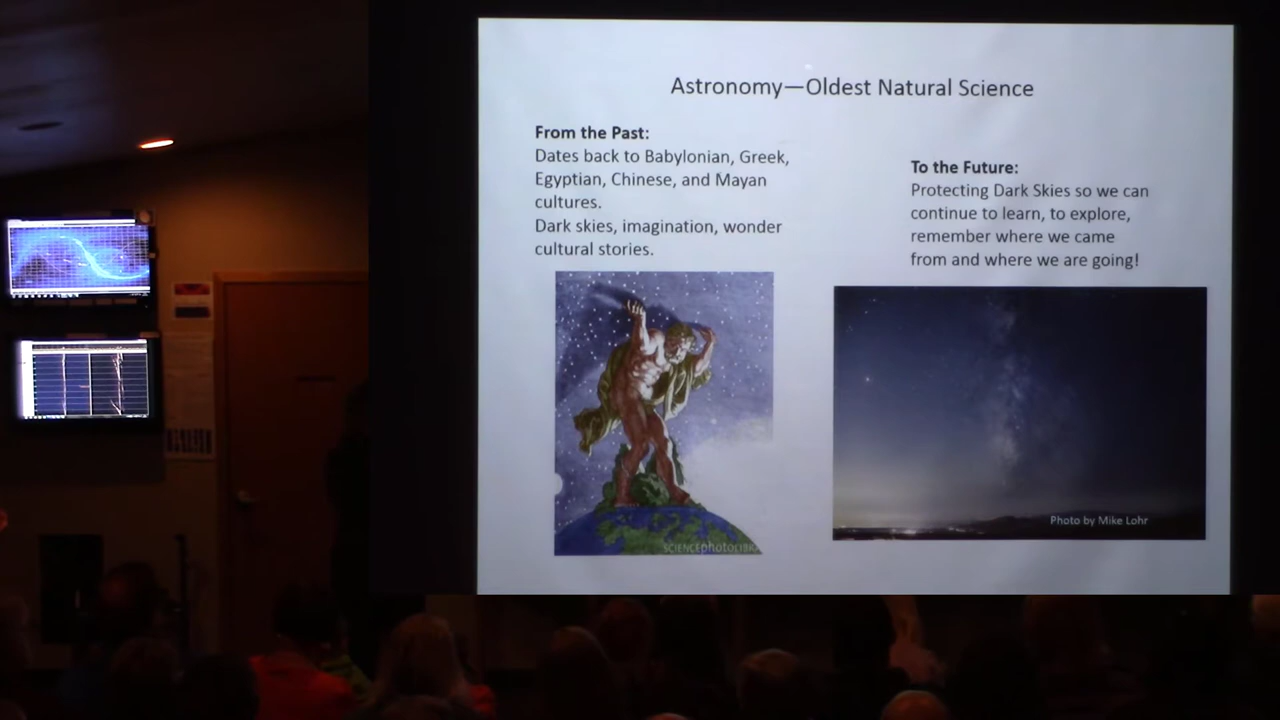 Astronomy—Oldest Natural Science
From the Past:
Dates back to Babylonian, Greek,
Egyptian, Chinese, and Mayan
cultures.
Dark skies, imagination, wonder
cultural stories.
To the Future:
Protecting Dark Skies so we can
continue to learn, to explore,
remember where we came
from and where we are going!
Photo by Mike Lohr